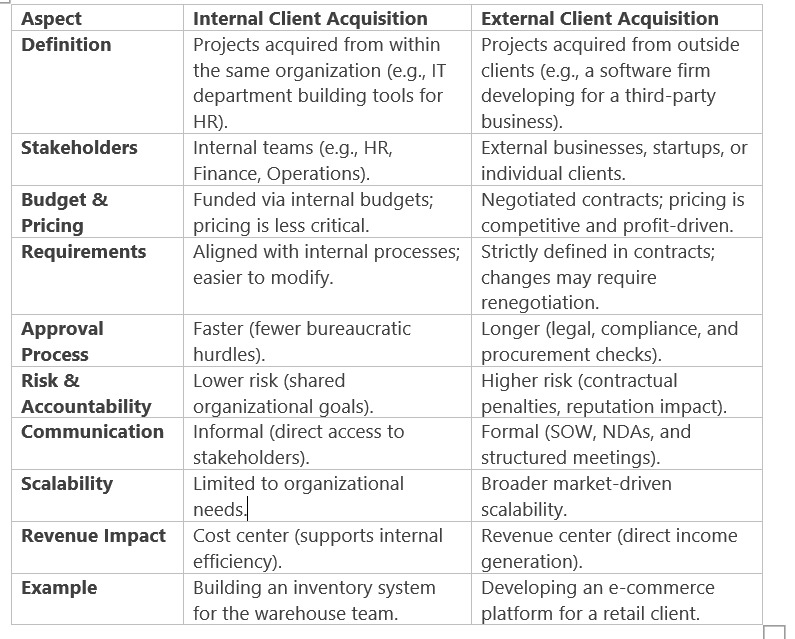 Aspect
Internal Client Acquisition
External Client Acquisition
Definition
Projects acquired from within
the same organization (e.g., IT
department building tools for
HR).
Projects acquired from outside
clients (e.g., a software firm
developing for a third-party
business).
Stakeholders
Internal teams (e.g., HR,
Finance, Operations).
External businesses, startups, or
individual clients.
Budget &
Pricing
Funded via internal budgets;
pricing is less critical.
Negotiated contracts; pricing is
competitive and profit-driven.
Requirements
Aligned with internal processes;
easier to modify.
Strictly defined in contracts;
changes may require
renegotiation.
Approval
Process
Faster (fewer bureaucratic
hurdles).
Longer (legal, compliance, and
procurement checks).
Risk &
Accountability
Lower risk (shared
organizational goals).
Higher risk (contractual
penalties, reputation impact).
Communication
Informal (direct access to
stakeholders).
Formal (SOW, NDAs, and
structured meetings).
Scalability
Limited to organizational
needs.
Broader market-driven
scalability.
Revenue Impact
Cost center (supports internal
efficiency).
Revenue center (direct income
generation).
Example
Building an inventory system
for the warehouse team.
Developing an e-commerce
platform for a retail client.